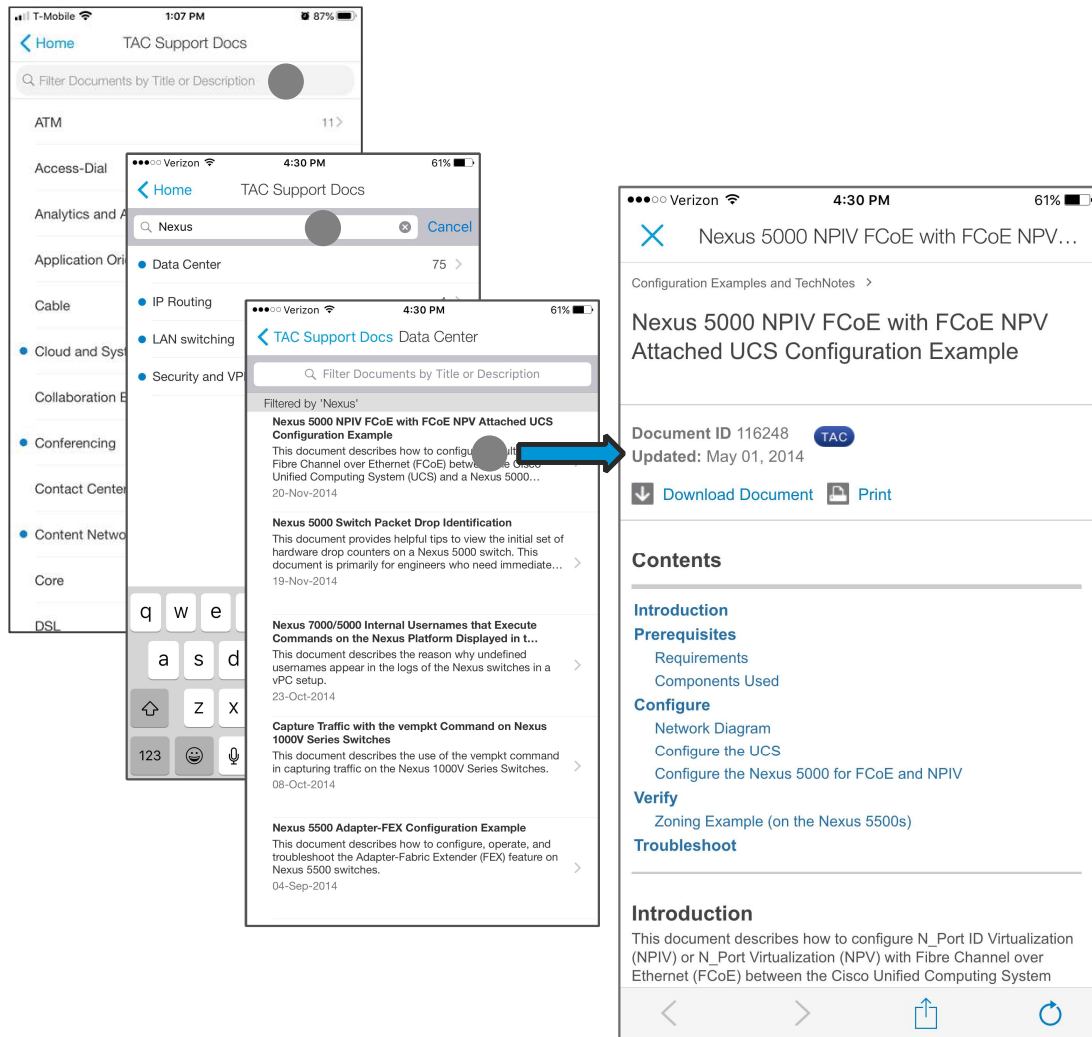 T-Mobile 1:07 PM 87%
Home TAC Support Docs
Filter Documents by Title or Description
ATM 11
Access-Dial
Analytics and
Application
Cable
Cloud and
Collaboration
Conferencing
Contact Center
Content
Core
DSL
Verizon 4:30 PM 61%
Home TAC Support Docs
Nexus Cancel
Data Center 75
IP Routing
LAN switching
Security and
q w e
a s d
z x
123
Verizon 4:30 PM 61%
TAC Support Docs Data Center
Filter Documents by Title or Description
Filtered by 'Nexus'
Nexus 5000 NPIV FCoE with FCoE NPV Attached UCS
Configuration Example
This document describes how to
Fibre Channel over Ethernet (FCoE)
Unified Computing System (UCS) and a Nexus 5000...
20-Nov-2014
Nexus 5000 Switch Packet Drop Identification
This document provides helpful tips to view the initial set of
hardware drop counters on a Nexus 5000 switch. This
document is primarily for engineers who need immediate...
19-Nov-2014
Nexus 7000/5000 Internal Usernames that Execute
Commands on the Nexus Platform Displayed in t...
This document describes the reason why undefined
usernames appear in the logs of the Nexus switches in a
vPC setup.
23-Oct-2014
Capture Traffic with the vempkt Command on Nexus
1000V Series Switches
This document describes the use of the vempkt command
in capturing traffic on the Nexus 1000V Series Switches.
08-Oct-2014
Nexus 5500 Adapter-FEX Configuration Example
This document describes how to configure, operate, and
troubleshoot the Adapter-Fabric Extender (FEX) feature on
Nexus 5500 switches.
04-Sep-2014
Verizon 4:30 PM 61%
Nexus 5000 NPIV FCoE with FCoE NPV...
Configuration Examples and TechNotes >
Nexus 5000 NPIV FCoE with FCoE NPV
Attached UCS Configuration Example
Document ID 116248 TAC
Updated: May 01, 2014
Download Document Print
Contents
Introduction
Prerequisites
Requirements
Components Used
Configure
Network Diagram
Configure the UCS
Configure the Nexus 5000 for FCoE and NPIV
Verify
Zoning Example (on the Nexus 5500s)
Troubleshoot
Introduction
This document describes how to configure N_Port ID Virtualization
(NPIV) or N_Port Virtualization (NPV) with Fibre Channel over
Ethernet (FCoE) between the Cisco Unified Computing System